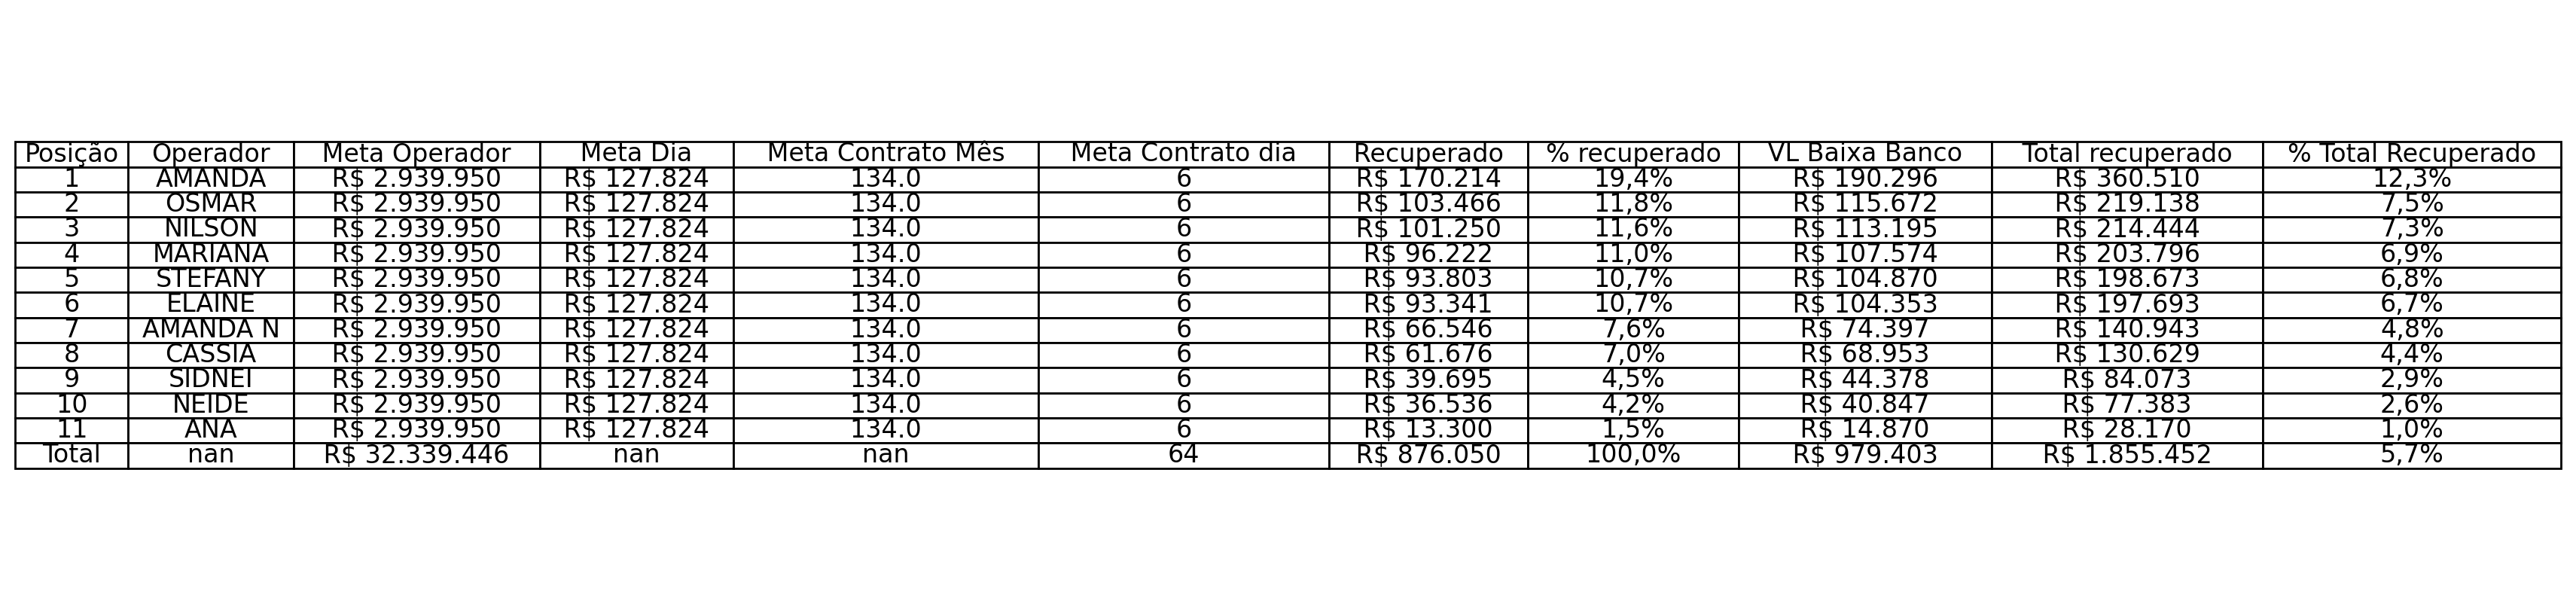 Posição Operador Meta Operador Meta Dia Meta Contrato Mês Meta Contrato dia Recuperado % recuperado VL Baixa Banco Total recuperado % Total Recuperado
1 AMANDA R$ 2.939.950 R$ 127.824 134.0 6 R$ 170.214 19,4% R$ 190.296 R$ 360.510 12,3%
2 OSMAR R$ 2.939.950 R$ 127.824 134.0 6 R$ 103.466 11,8% R$ 115.672 R$ 219.138 7,5%
3 NILSON R$ 2.939.950 R$ 127.824 134.0 6 R$ 101.250 11,6% R$ 113.195 R$ 214.444 7,3%
4 MARIANA R$ 2.939.950 R$ 127.824 134.0 6 R$ 96.222 11,0% R$ 107.574 R$ 203.796 6,9%
5 STEFANY R$ 2.939.950 R$ 127.824 134.0 6 R$ 93.803 10,7% R$ 104.870 R$ 198.673 6,8%
6 ELAINE R$ 2.939.950 R$ 127.824 134.0 6 R$ 93.341 10,7% R$ 104.353 R$ 197.693 6,7%
7 AMANDA N R$ 2.939.950 R$ 127.824 134.0 6 R$ 66.546 7,6% R$ 74.397 R$ 140.943 4,8%
8 CASSIA R$ 2.939.950 R$ 127.824 134.0 6 R$ 61.676 7,0% R$ 68.953 R$ 130.629 4,4%
9 SIDNEI R$ 2.939.950 R$ 127.824 134.0 6 R$ 39.695 4,5% R$ 44.378 R$ 84.073 2,9%
10 NEIDE R$ 2.939.950 R$ 127.824 134.0 6 R$ 36.536 4,2% R$ 40.847 R$ 77.383 2,6%
11 ANA R$ 2.939.950 R$ 127.824 134.0 6 R$ 13.300 1,5% R$ 14.870 R$ 28.170 1,0%
Total nan R$ 32.339.446 nan nan 64 R$ 876.050 100,0% R$ 979.403 R$ 1.855.452 5,7%